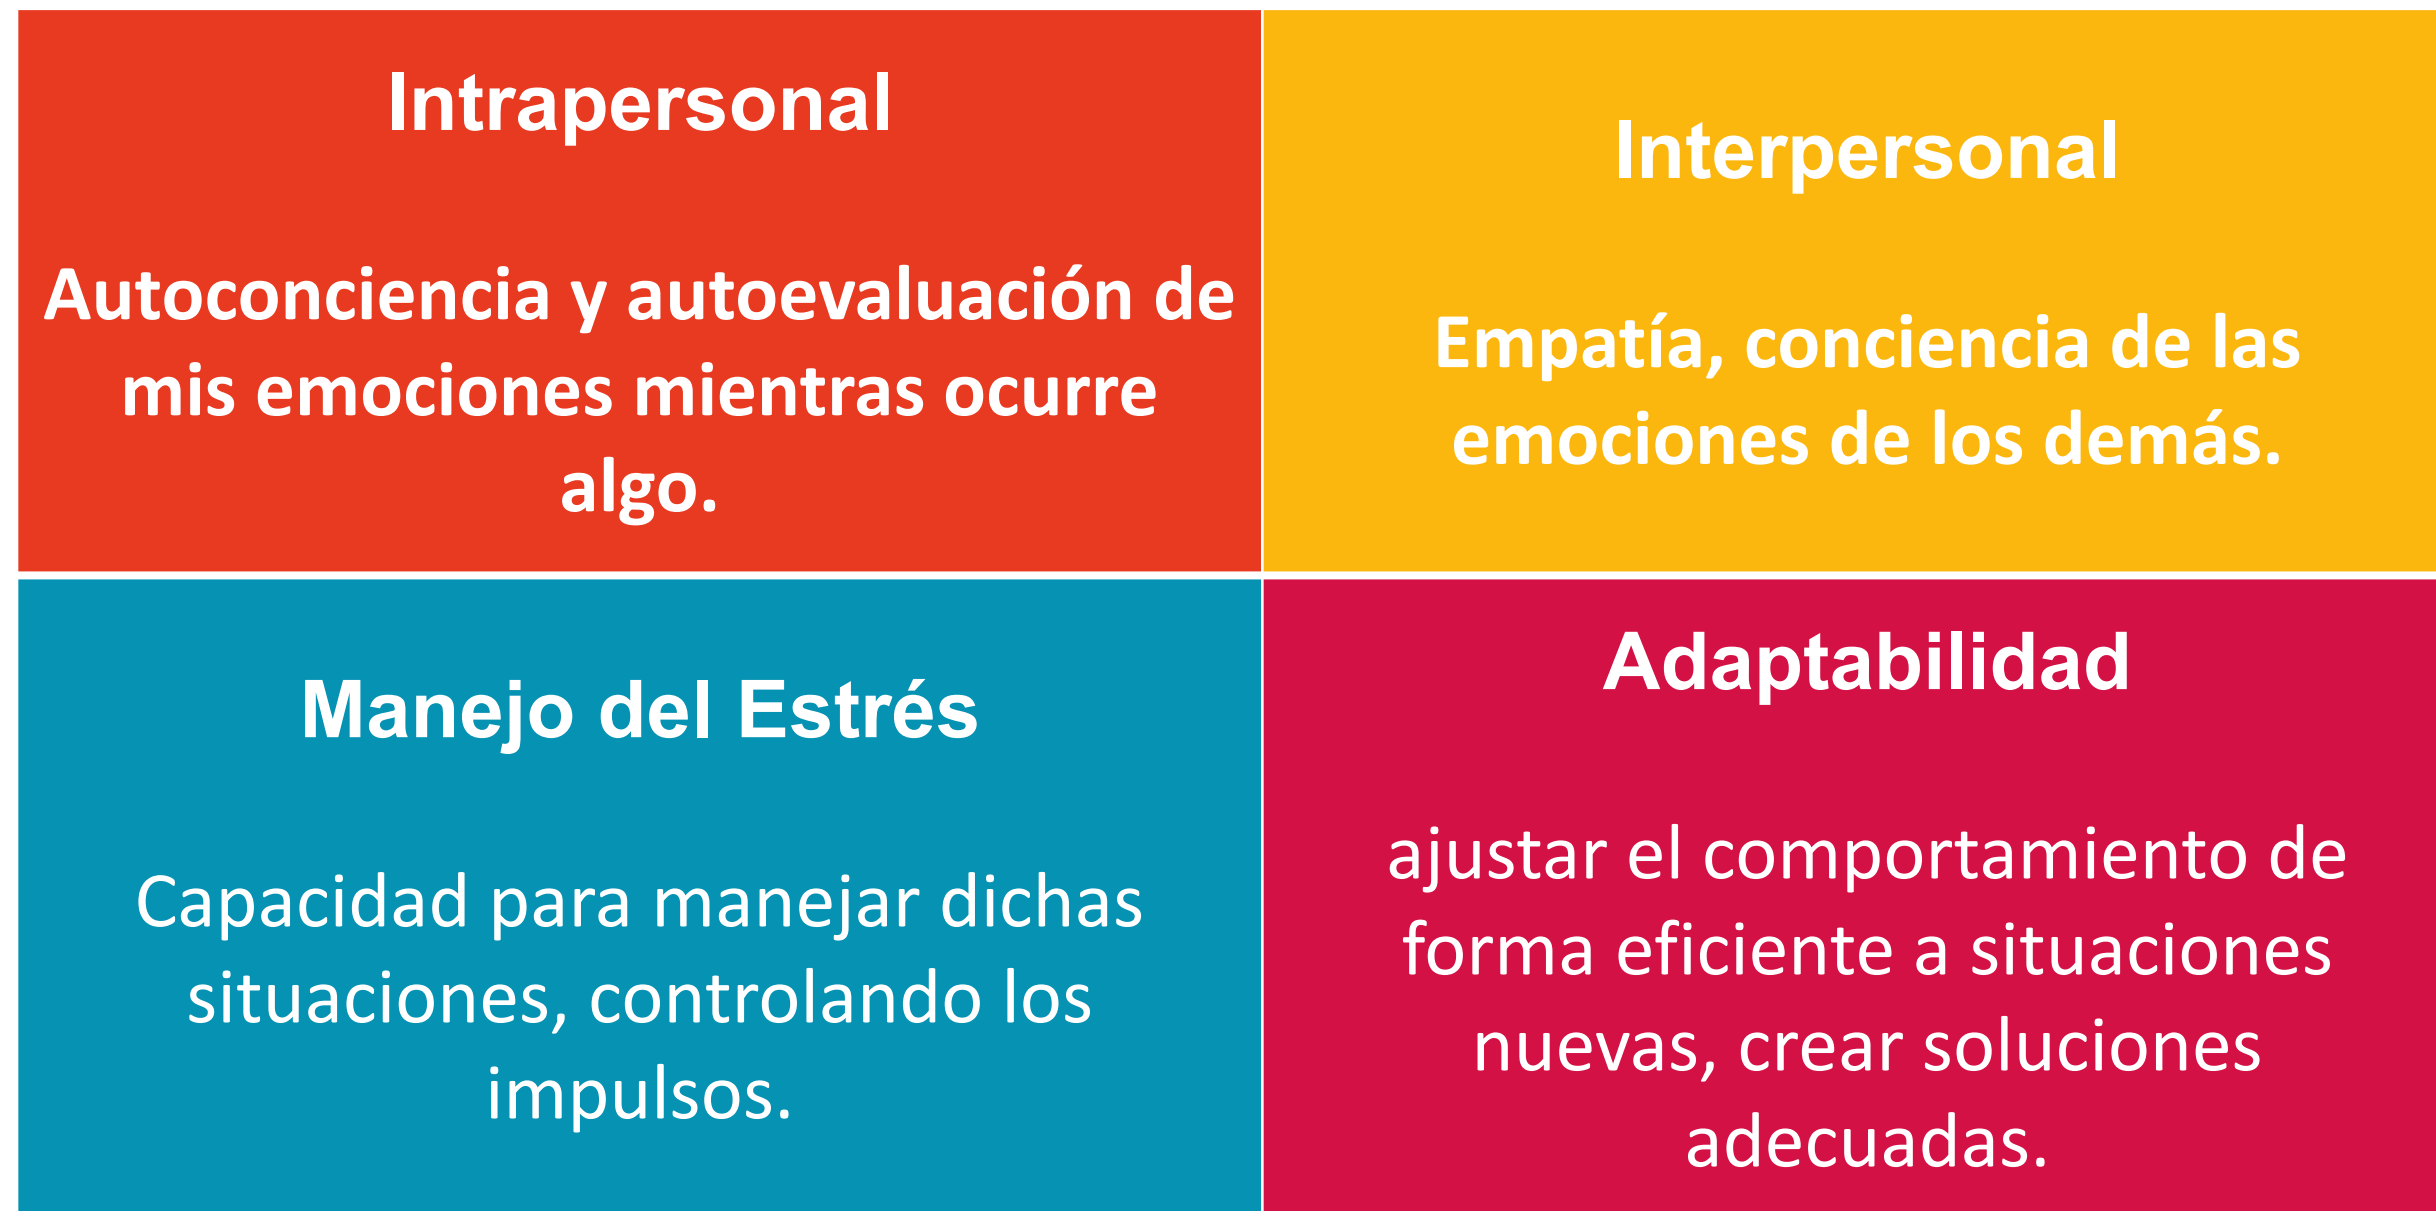 Intrapersonal
Autoconciencia y autoevaluación de
mis emociones mientras ocurre
algo.
Interpersonal
Empatía, conciencia de las
emociones de los demás.
Manejo del Estrés
Capacidad para manejar dichas
situaciones, controlando los
impulsos.
Adaptabilidad
ajustar el comportamiento de
forma eficiente a situaciones
nuevas, crear soluciones
adecuadas.